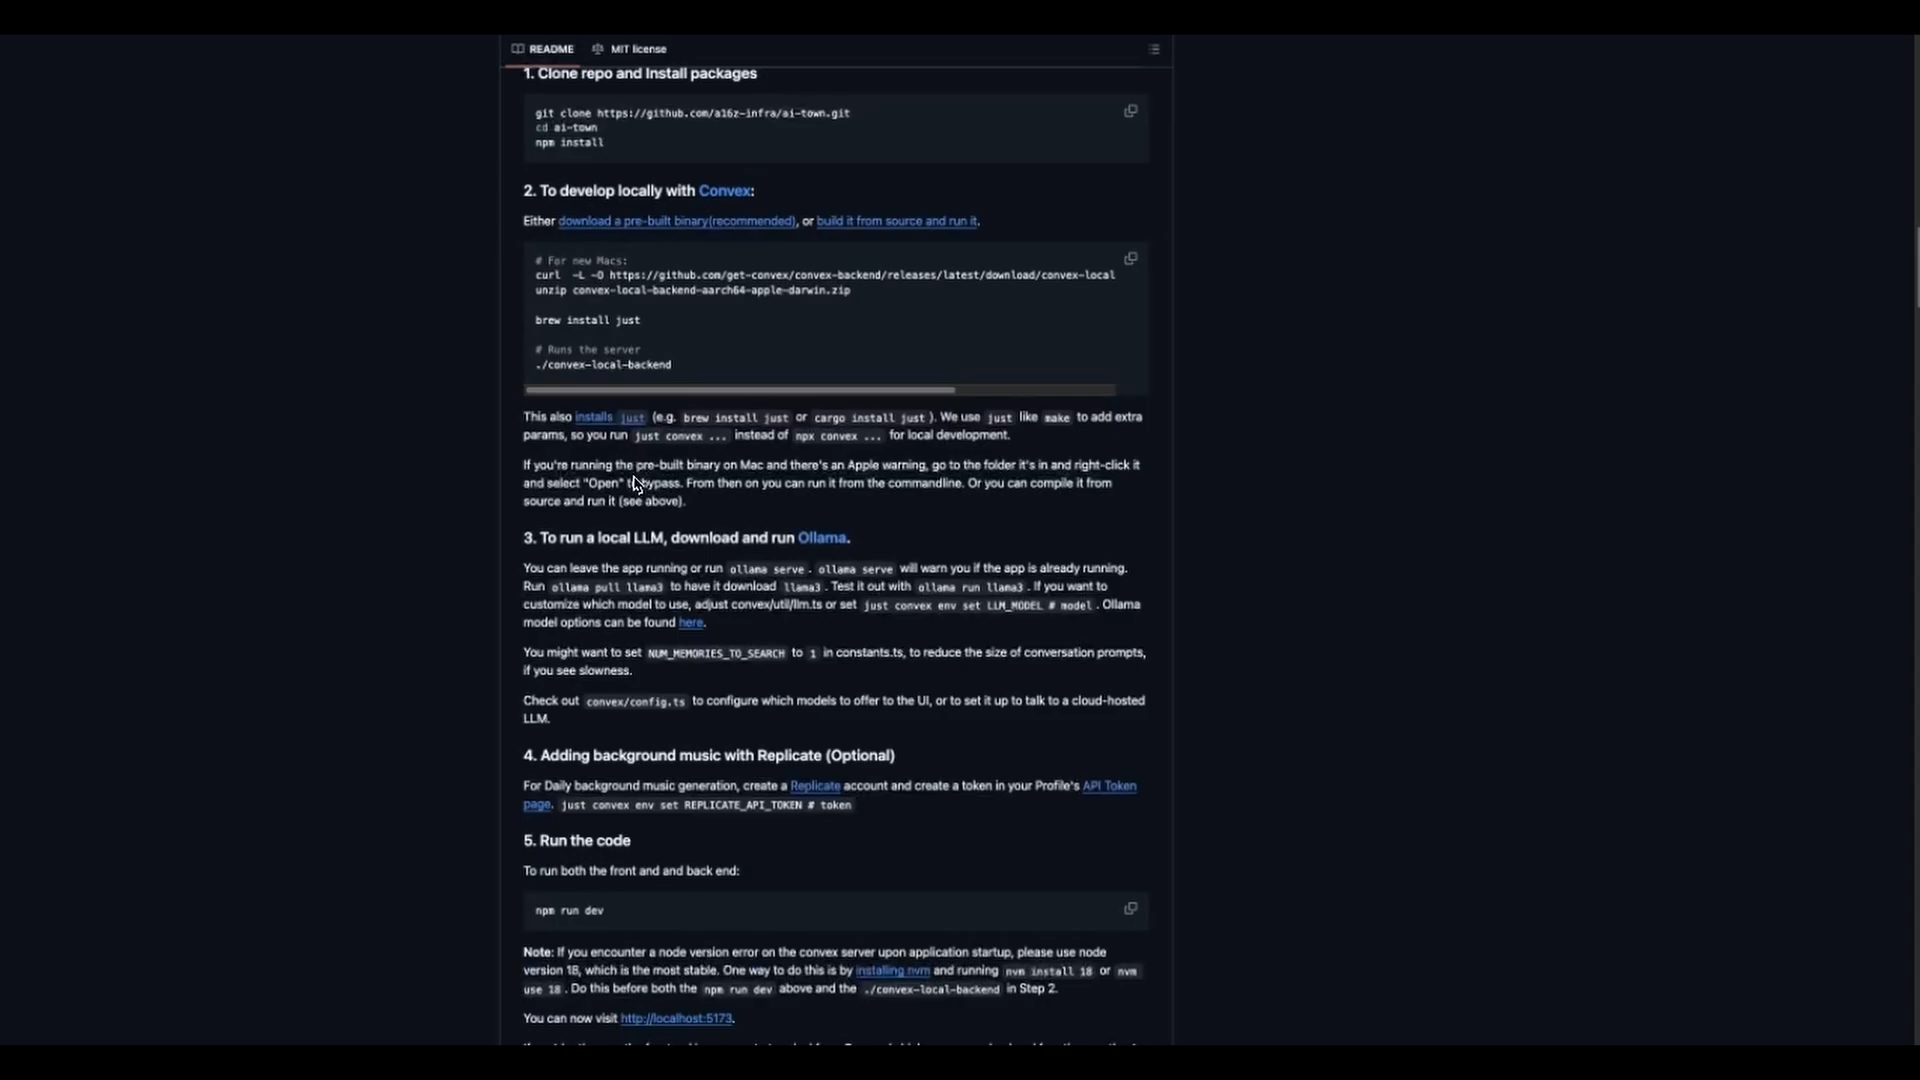 README MIT license
1. Clone repo and Install packages
git clone https://github.com/a16z-infra/ai-town.git
cd ai-town
npm install
2. To develop locally with Convex:
Either download a pre-built binary(recommended), or build it from source and run it.
# For new Macs:
curl -L -O https://github.com/get-convex/convex-backend/releases/latest/download/convex-local
unzip convex-local-backend-aarch64-apple-darwin.zip
brew install just
# Runs the server
./convex-local-backend
This also installs just (e.g. brew install just or cargo install just ). We use just like make to add extra
params, so you run just convex ... instead of npx convex ... for local development.
If you're running the pre-built binary on Mac and there's an Apple warning, go to the folder it's in and right-click it
and select "Open" to bypass. From then on you can run it from the commandline. Or you can compile it from
source and run it (see above).
3. To run a local LLM, download and run Ollama.
You can leave the app running or run ollama serve . ollama serve will warn you if the app is already running.
Run ollama pull llama3 to have it download llama3 . Test it out with ollama run llama3 . If you want to
customize which model to use, adjust convex/util/llm.ts or set just convex env set LLM_MODEL # model . Ollama
model options can be found here.
You might want to set NUM_MEMORIES_TO_SEARCH to 1 in constants.ts, to reduce the size of conversation prompts,
if you see slowness.
Check out convex/config.ts to configure which models to offer to the UI, or to set it up to talk to a cloud-hosted
LLM.
4. Adding background music with Replicate (Optional)
For Daily background music generation, create a Replicate account and create a token in your Profile's API Token
page. just convex env set REPLICATE_API_TOKEN # token
5. Run the code
To run both the front and and back end:
npm run dev
Note: If you encounter a node version error on the convex server upon application startup, please use node
version 18, which is the most stable. One way to do this is by installing nvm and running nvm install 18 or nvm
use 18 . Do this before both the npm run dev above and the ./convex-local-backend in Step 2.
You can now visit http://localhost:5173.